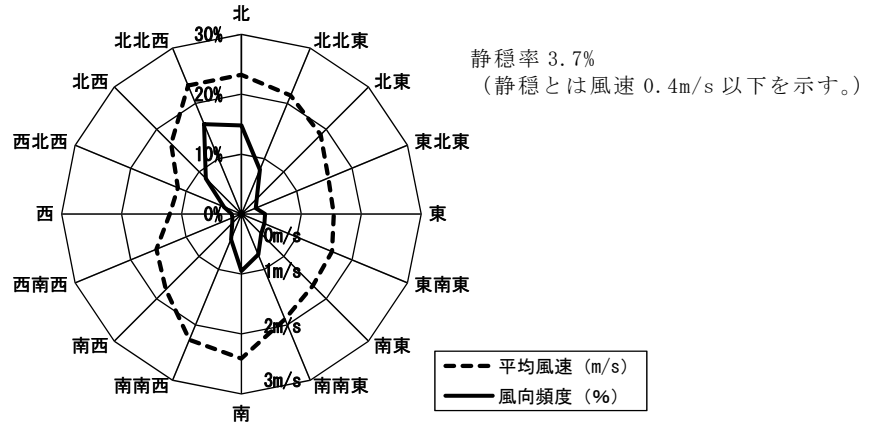 北
30%
北北西
北北東
静穏率 3.7%
（静穏とは風速 0.4m/s 以下を示す。）
北西
北東
20%
西北西
東北東
10%
西
0%
東
0m/s
1m/s
西南西
東南東
2m/s
南西
南東
平均風速（m/s）
南南西
3m/s
南南東
風向頻度（%）
南